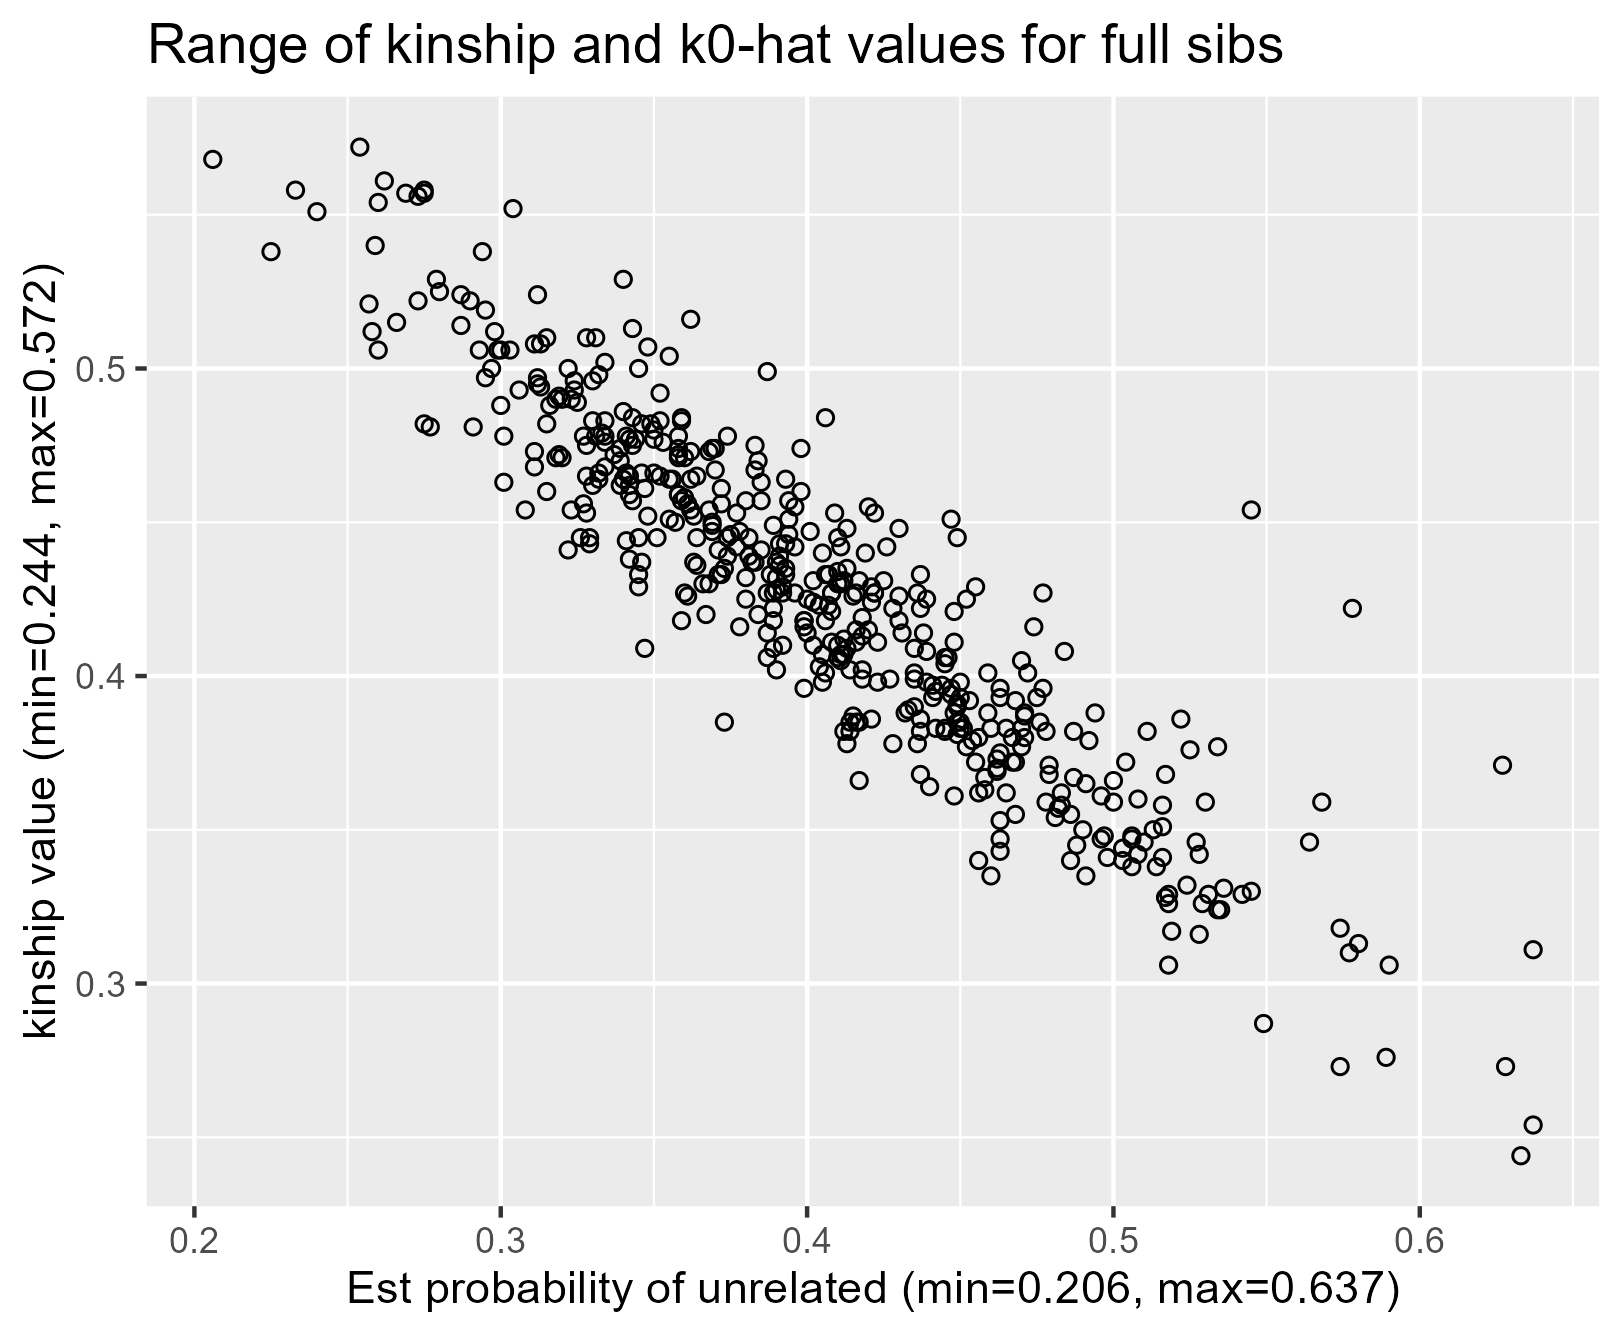 Range of kinship and k0-hat values for full sibs
kinship value (min=0.244, max=0.572)
0.5
0.4
0.3
0.2 0.3 0.4 0.5 0.6
Est probability of unrelated (min=0.206, max=0.637)